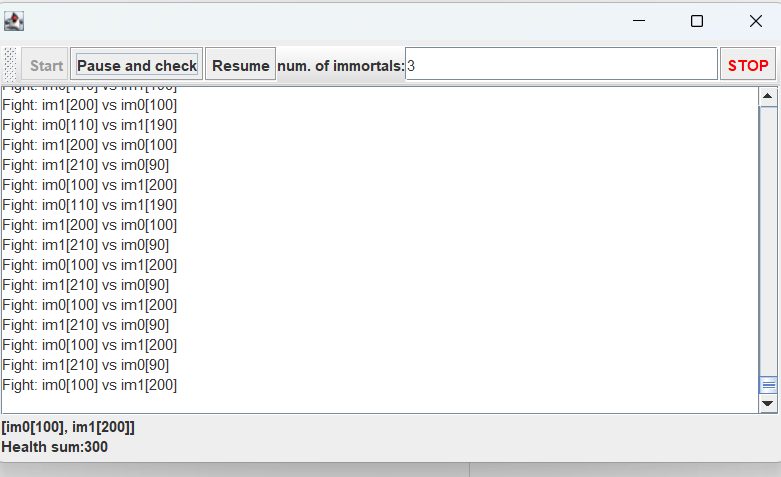 Start Pause and check Resume num. of immortals: 3 STOP
Fight: im0[110] vs im1[190]
Fight: im1[200] vs im0[100]
Fight: im0[110] vs im1[190]
Fight: im1[200] vs im0[100]
Fight: im1[210] vs im0[90]
Fight: im0[100] vs im1[200]
Fight: im0[110] vs im1[190]
Fight: im1[200] vs im0[100]
Fight: im1[210] vs im0[90]
Fight: im0[100] vs im1[200]
Fight: im1[210] vs im0[90]
Fight: im0[100] vs im1[200]
Fight: im1[210] vs im0[90]
Fight: im0[100] vs im1[200]
Fight: im1[210] vs im0[90]
Fight: im0[100] vs im1[200]
[im0[100], im1[200]]
Health sum:300